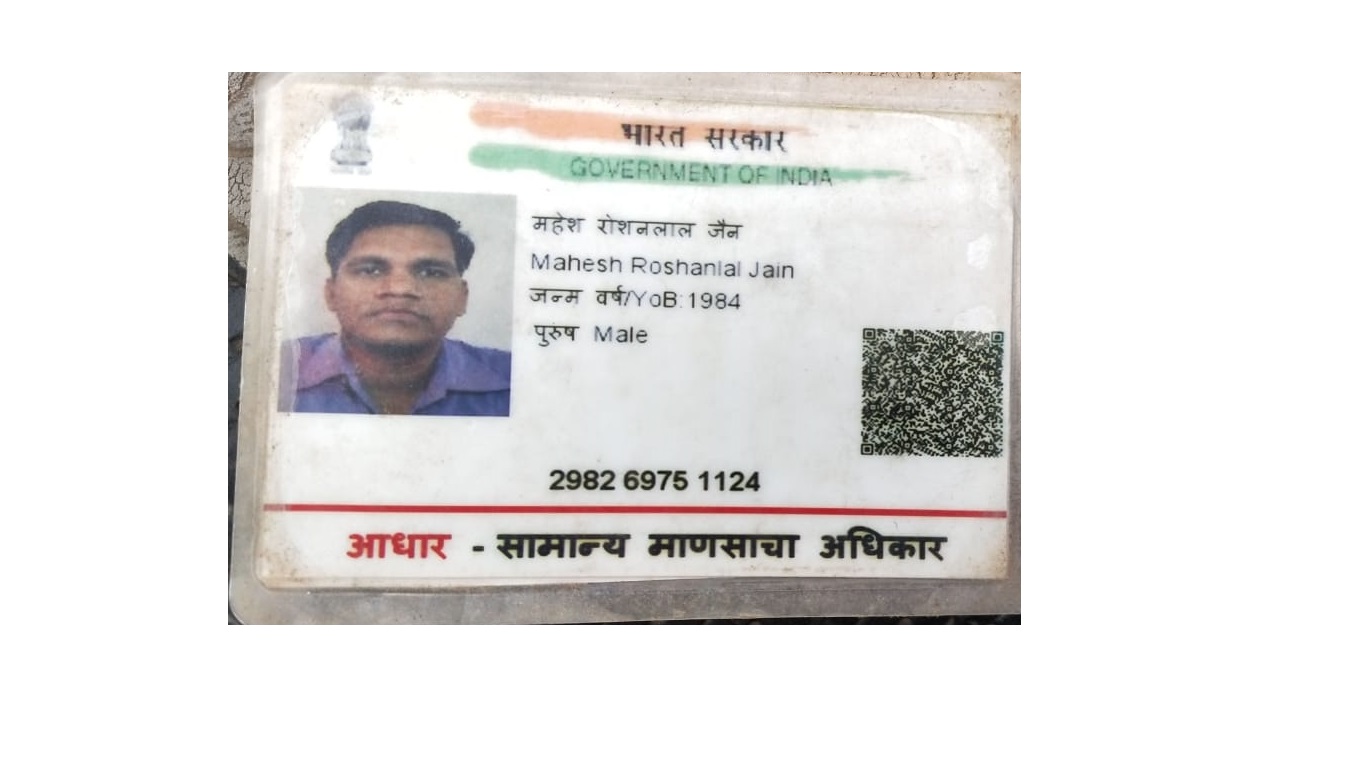 भारत सरकार
GOVERNMENT OF INDIA
महेश रोशनलाल जैन
Mahesh Roshanlal Jain
जन्म वर्ष/YoB:1984
पुरुष Male
2982 6975 1124
आधार - सामान्य माणसाचा अधिकार